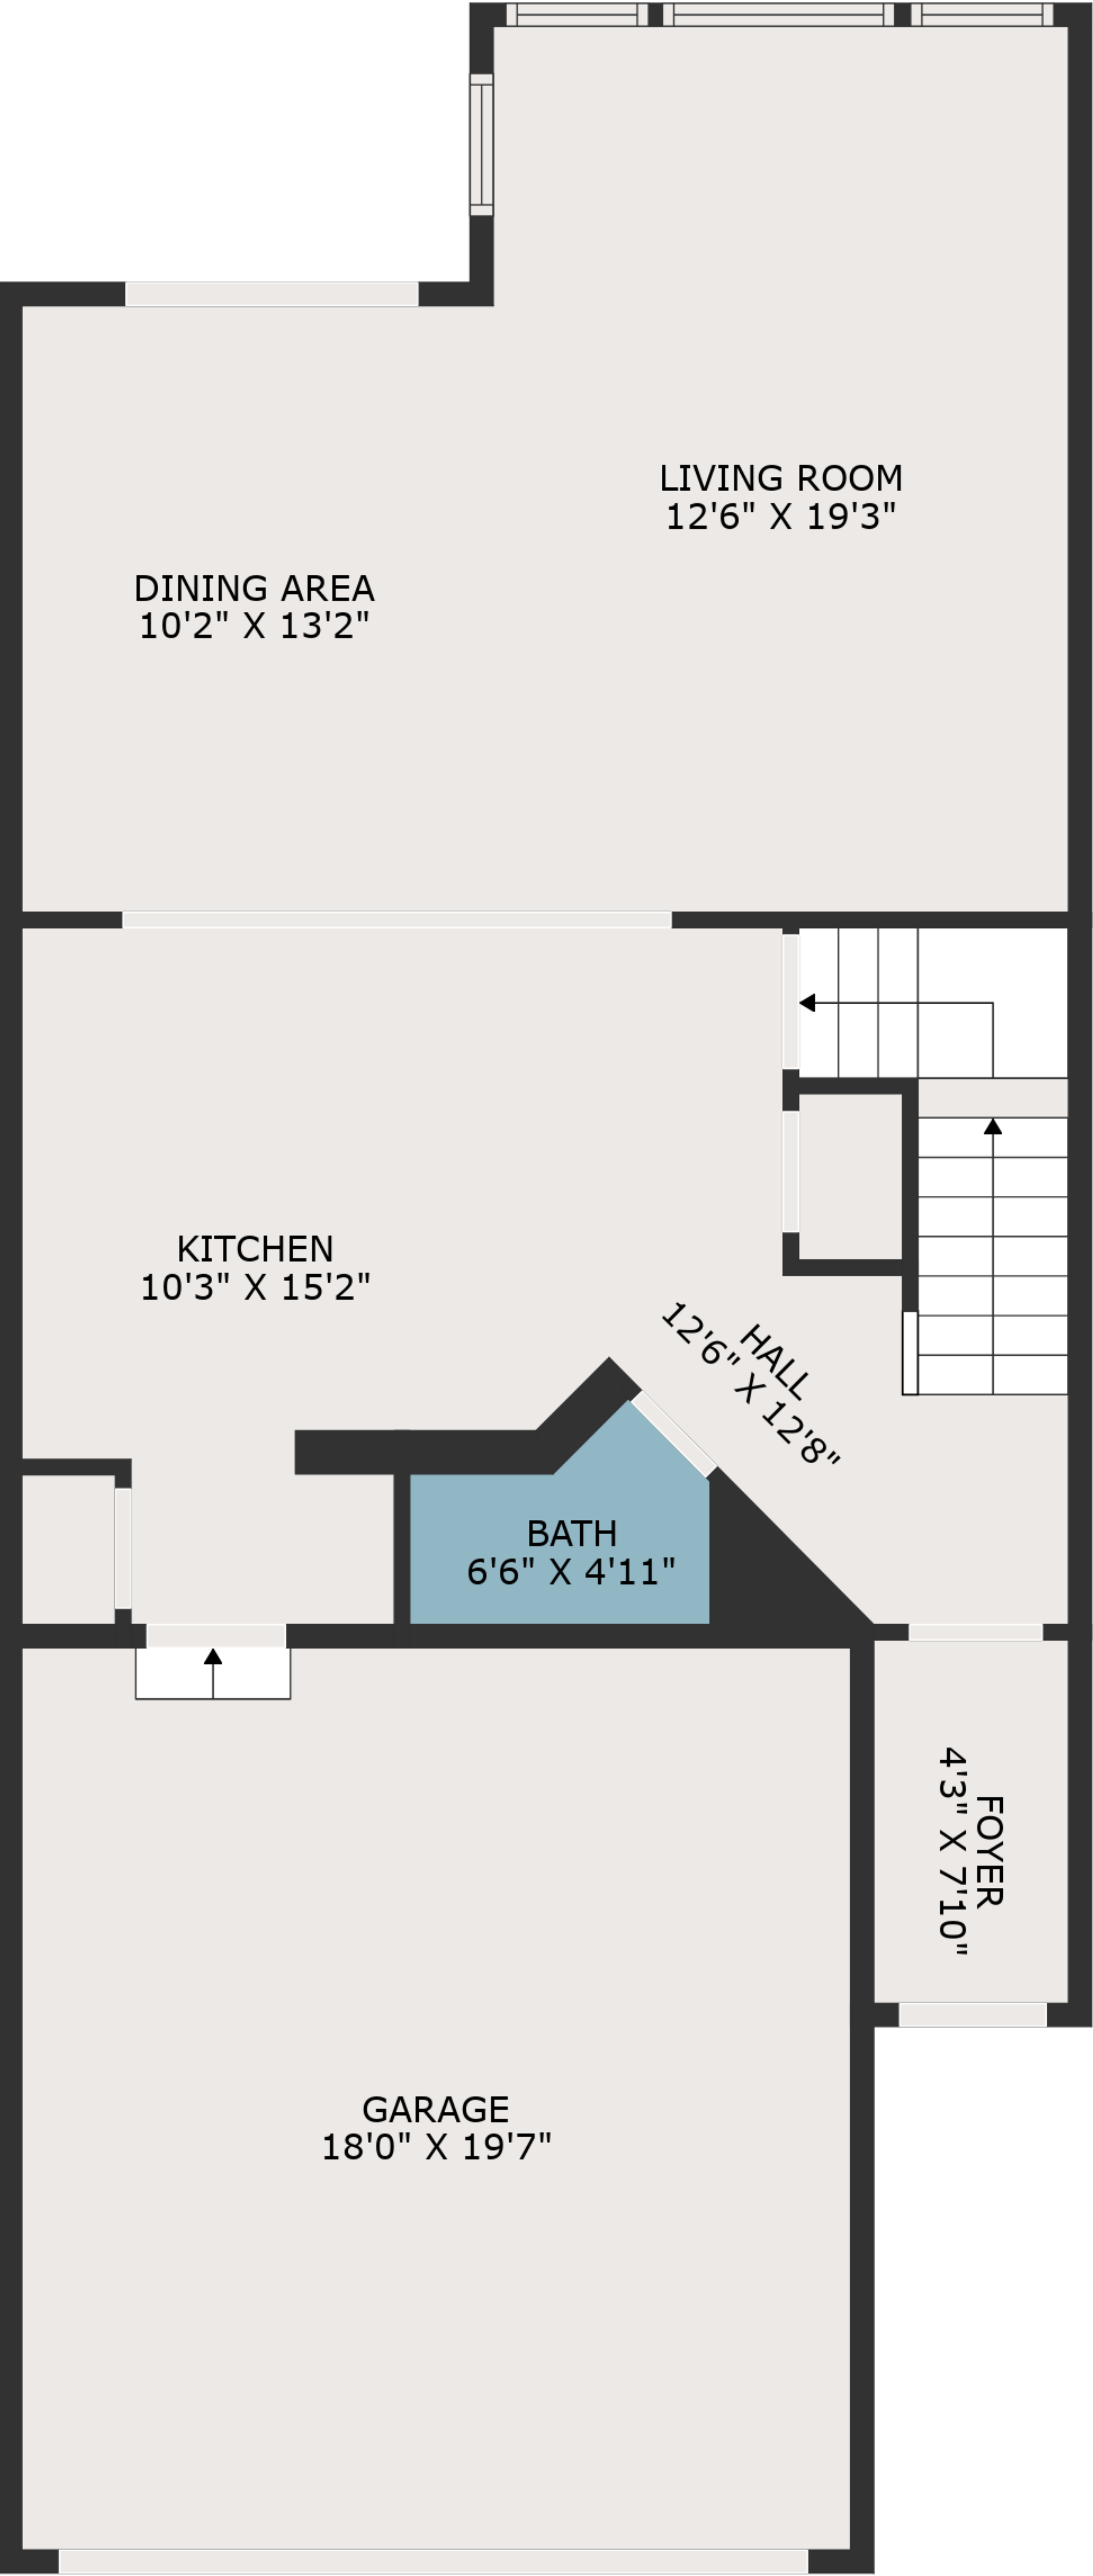 LIVING ROOM
12'6" X 19'3"
DINING AREA
10'2" X 13'2"
KITCHEN
10'3" X 15'2"
HALL
12'6" X 12'8"
BATH
6'6" X 4'11"
FOYER
4'3" X 7'10"
GARAGE
18'0" X 19'7"